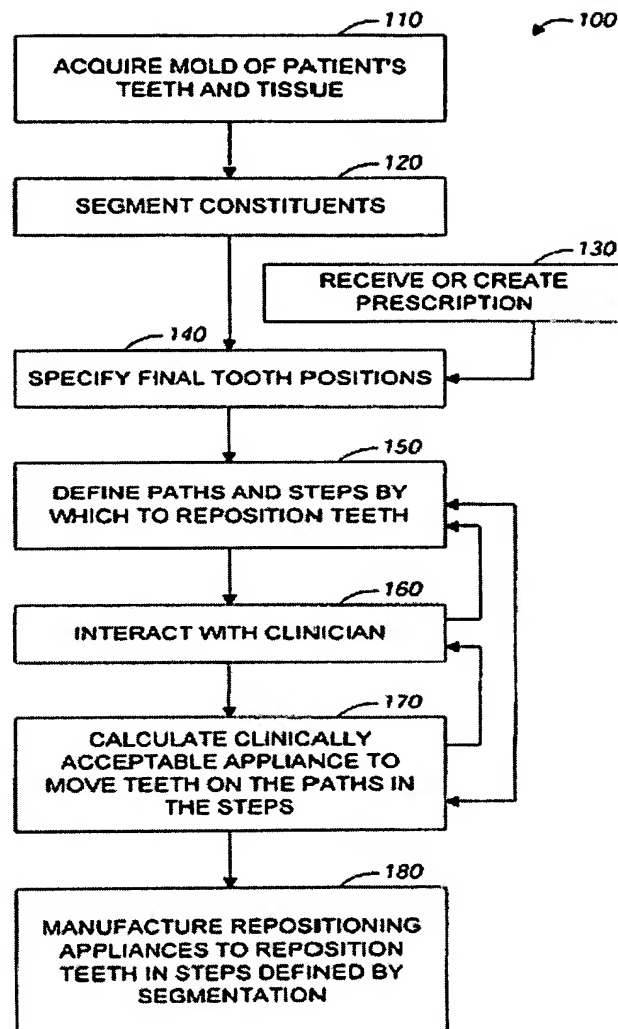 110
100
ACQUIRE MOLD OF PATIENT'S
TEETH AND TISSUE
120
SEGMENT CONSTITUENTS
130
RECEIVE OR CREATE
PRESCRIPTION
140
SPECIFY FINAL TOOTH POSITIONS
150
DEFINE PATHS AND STEPS BY
WHICH TO REPOSITION TEETH
160
INTERACT WITH CLINICIAN
170
CALCULATE CLINICALLY
ACCEPTABLE APPLIANCE TO
MOVE TEETH ON THE PATHS IN
THE STEPS
180
MANUFACTURE REPOSITIONING
APPLIANCES TO REPOSITION
TEETH IN STEPS DEFINED BY
SEGMENTATION